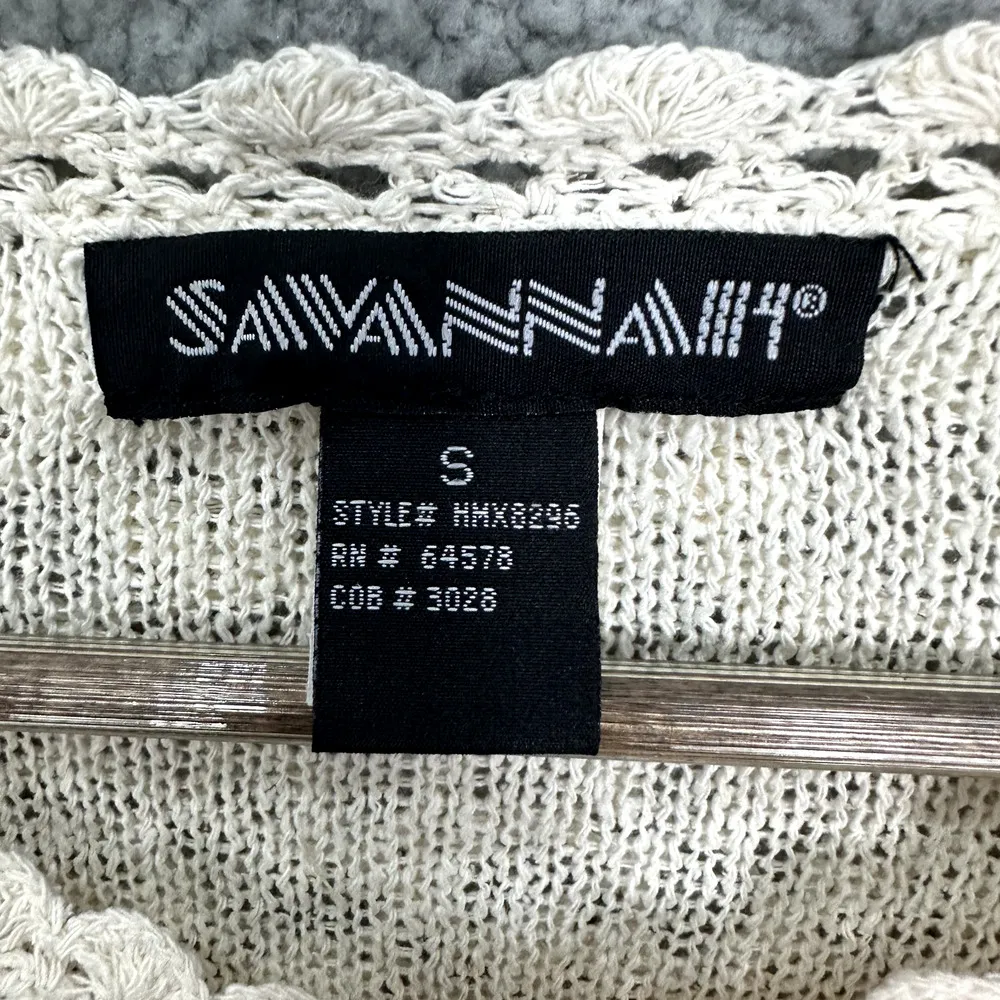 SAVANNAH®
S
STYLE# HMX8296
RN # 64578
COB # 3028